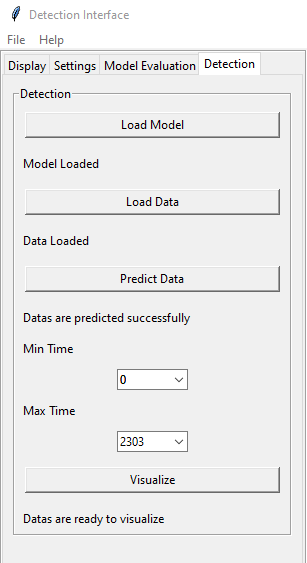 Detection Interface
File Help
Display Settings Model Evaluation Detection
Detection
Load Model
Model Loaded
Load Data
Data Loaded
Predict Data
Datas are predicted successfully
Min Time
0
Max Time
2303
Visualize
Datas are ready to visualize